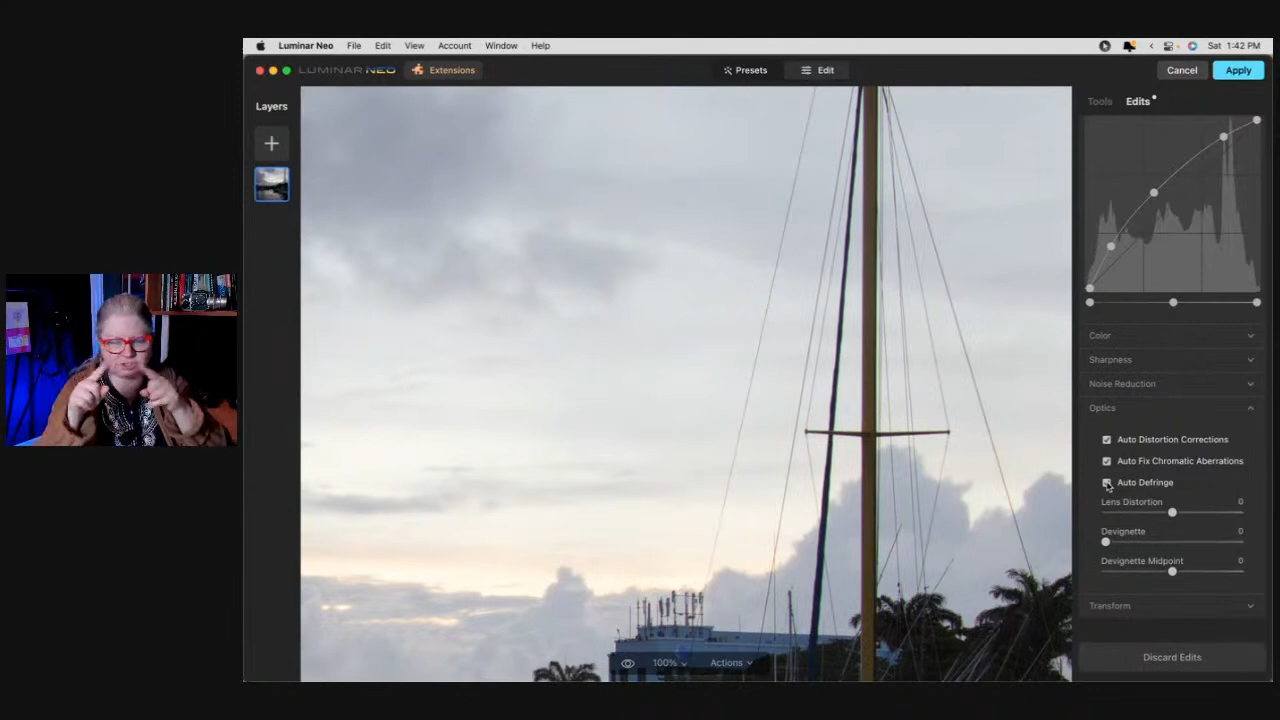 Luminar Neo File Edit View Account Window Help
Sat 1:42 PM
LUMINAR NEO
Extensions
Presets
Edit
Cancel
Apply
Layers
Tools
Edits
Color
Sharpness
Noise Reduction
Optics
Auto Distortion Corrections
Auto Fix Chromatic Aberrations
Auto Defringe
Lens Distortion 0
Devignette 0
Devignette Midpoint 0
Transform
100%
Actions
Discard Edits